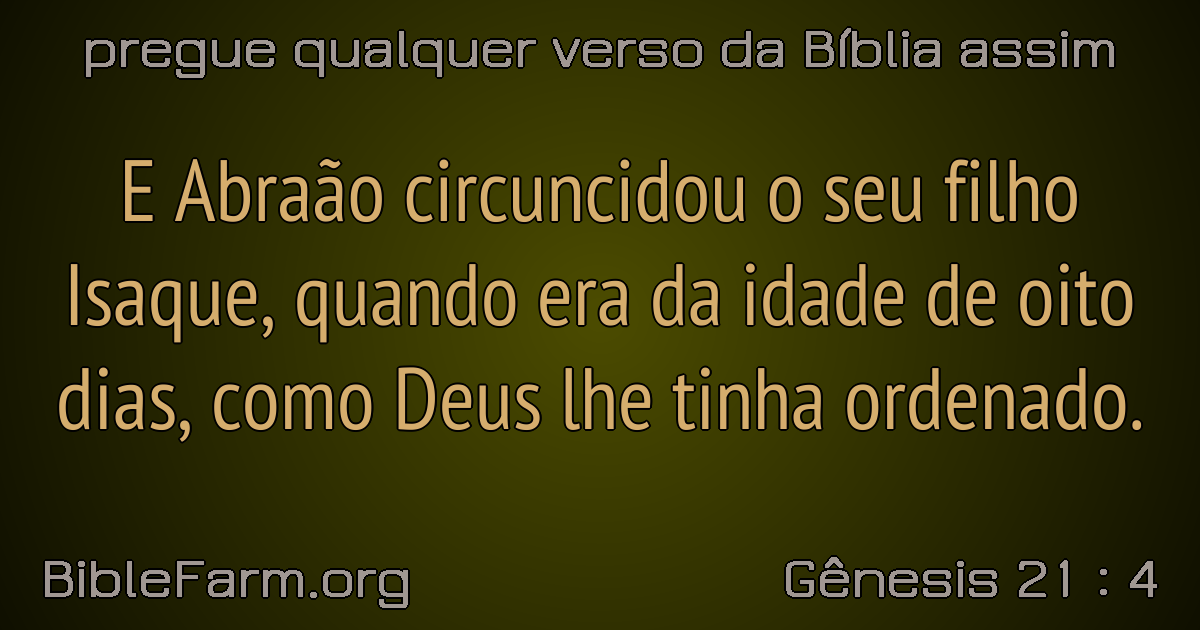 pregue qualquer verso da Bíblia assim
E Abraão circuncidou o seu filho
Isaque, quando era da idade de oito
dias, como Deus lhe tinha ordenado.
BibleFarm.org
Gênesis 21 : 4